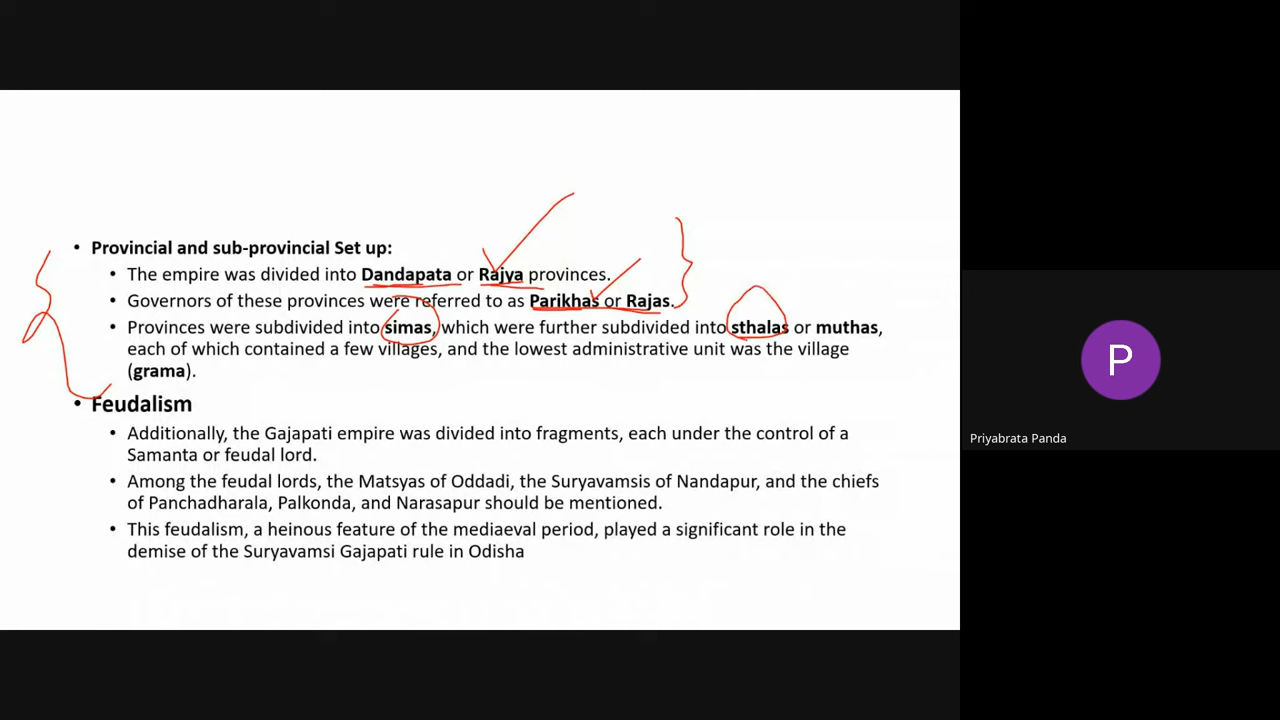 • Provincial and sub-provincial Set up:
• The empire was divided into Dandapata or Rajya provinces.
• Governors of these provinces were referred to as Parikhas or Rajas.
• Provinces were subdivided into simas, which were further subdivided into sthalas or muthas,
each of which contained a few villages, and the lowest administrative unit was the village
(grama).
• Feudalism
• Additionally, the Gajapati empire was divided into fragments, each under the control of a
Samanta or feudal lord.
• Among the feudal lords, the Matsyas of Oddadi, the Suryavamsis of Nandapur, and the chiefs
of Panchadharala, Palkonda, and Narasapur should be mentioned.
• This feudalism, a heinous feature of the mediaeval period, played a significant role in the
demise of the Suryavamsi Gajapati rule in Odisha
P
Priyabrata Panda